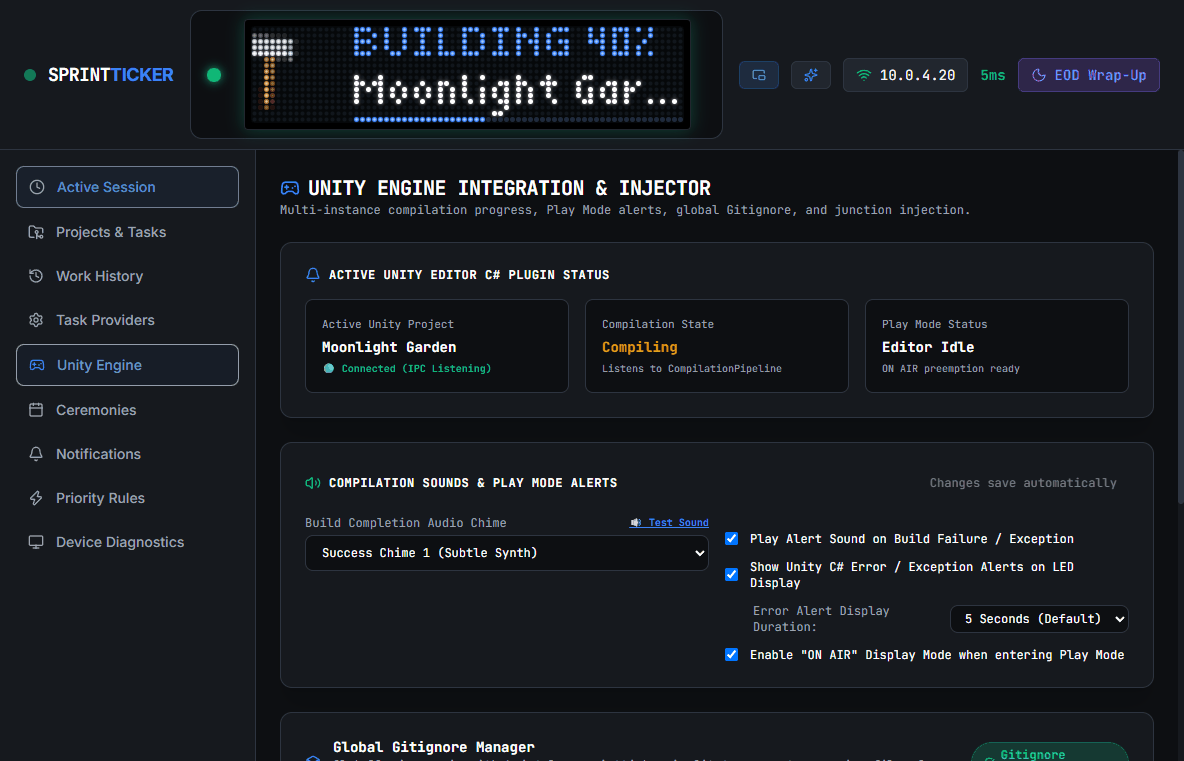 SPRINTTICKER
BUILDING 40%
Moonlight Gar...
10.0.4.20
5ms
EOD Wrap-Up
Active Session
Projects & Tasks
Work History
Task Providers
Unity Engine
Ceremonies
Notifications
Priority Rules
Device Diagnostics
UNITY ENGINE INTEGRATION & INJECTOR
Multi-instance compilation progress, Play Mode alerts, global Gitignore, and junction injection.
ACTIVE UNITY EDITOR C# PLUGIN STATUS
Active Unity Project
Moonlight Garden
Connected (IPC Listening)
Compilation State
Compiling
Listens to CompilationPipeline
Play Mode Status
Editor Idle
ON AIR preemption ready
COMPILATION SOUNDS & PLAY MODE ALERTS
Changes save automatically
Build Completion Audio Chime
Test Sound
Success Chime 1 (Subtle Synth)
Play Alert Sound on Build Failure / Exception
Show Unity C# Error / Exception Alerts on LED
Display
Error Alert Display
Duration:
5 Seconds (Default)
Enable "ON AIR" Display Mode when entering Play Mode
Global Gitignore Manager
Gitignore